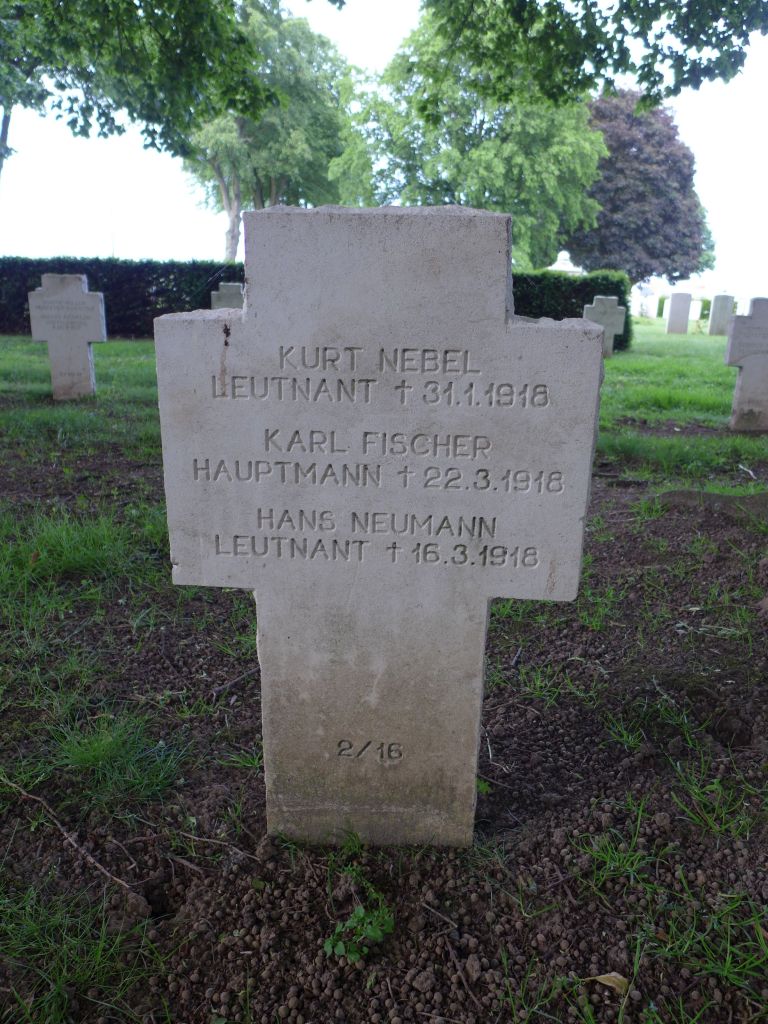 KURT NEBEL
LEUTNANT † 31.1.1918
KARL FISCHER
HAUPTMANN † 22.3.1918
HANS NEUMANN
LEUTNANT † 16.3.1918
2/16